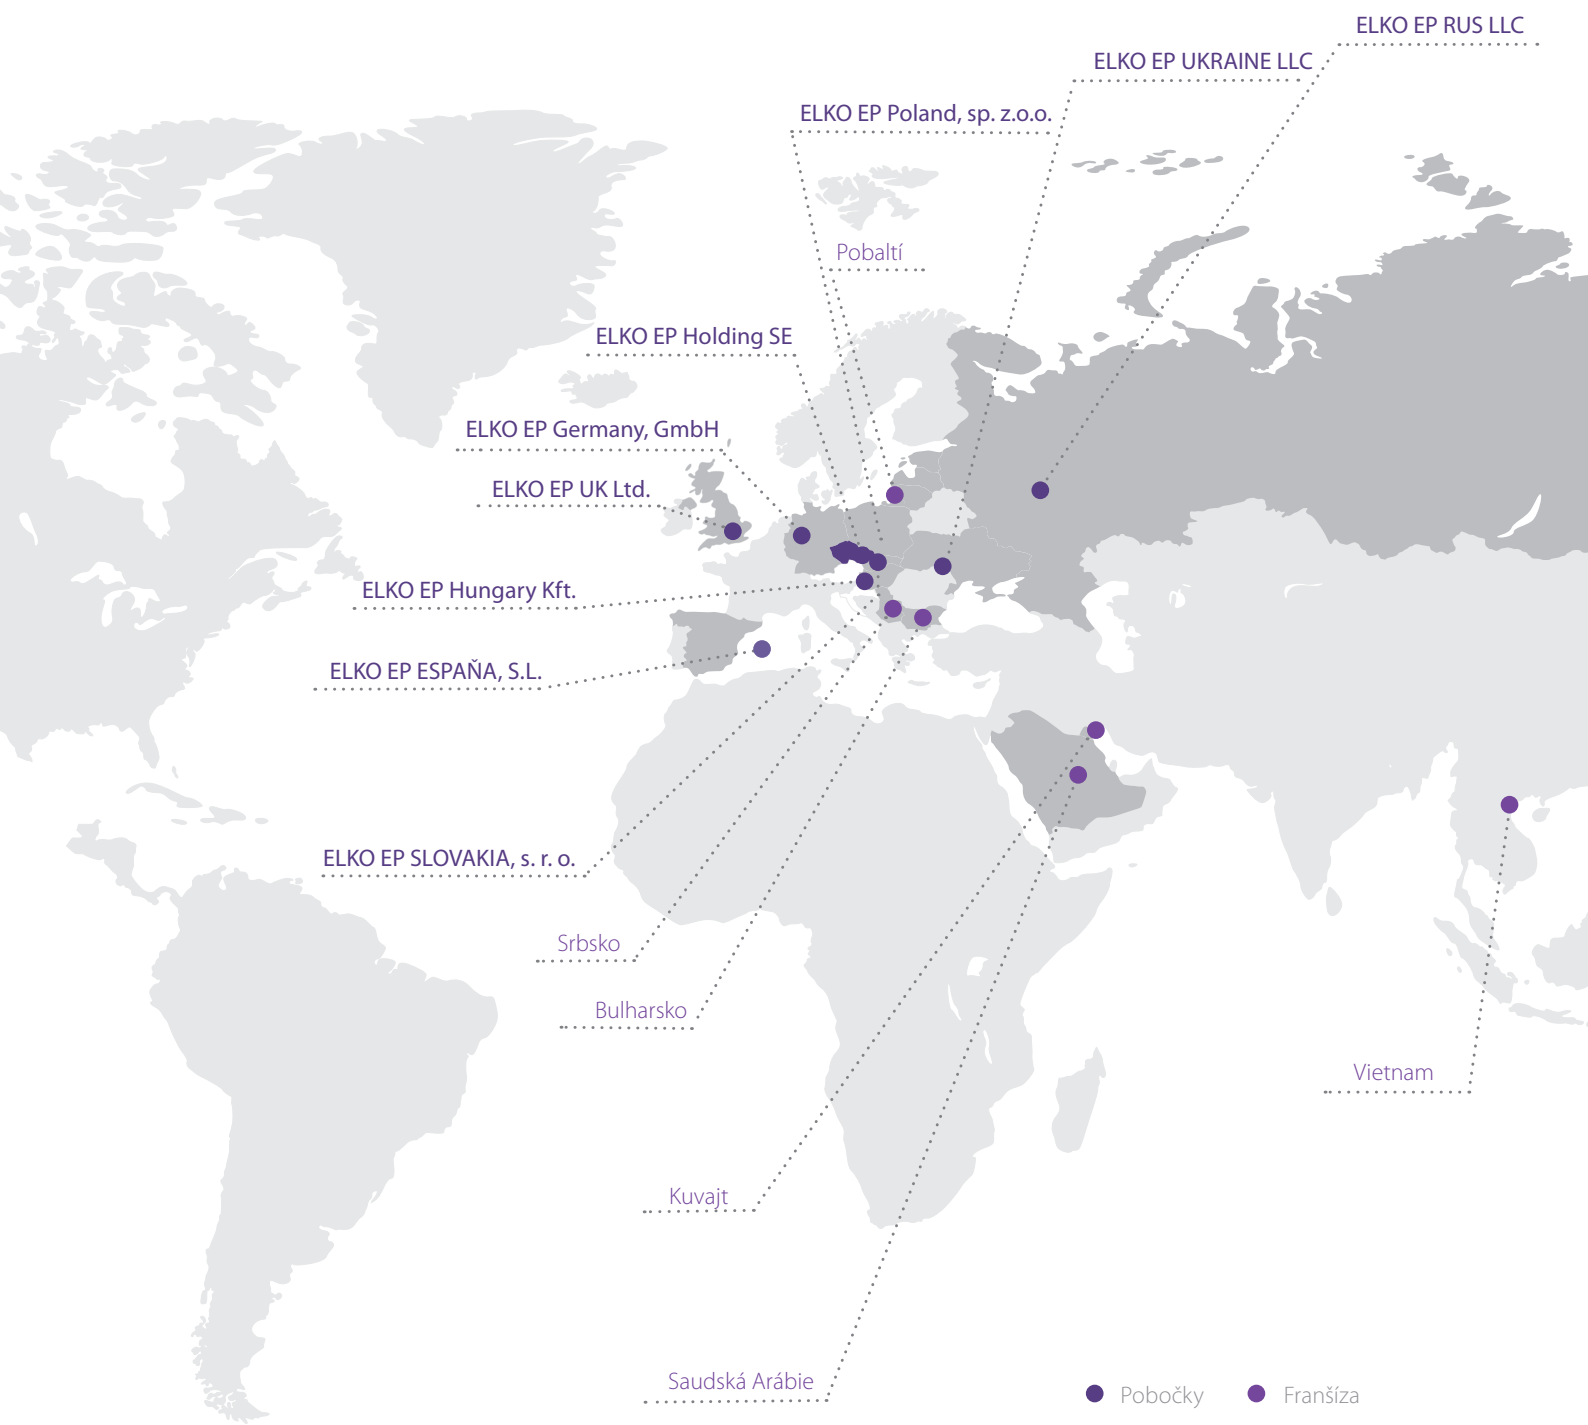 ELKO EP RUS LLC
ELKO EP UKRAINE LLC
ELKO EP Poland, sp. z.o.o.
Pobaltí
ELKO EP Holding SE
ELKO EP Germany, GmbH
ELKO EP UK Ltd.
ELKO EP Hungary Kft.
ELKO EP ESPAŇA, S.L.
ELKO EP SLOVAKIA, s. r. o.
Srbsko
Bulharsko
Vietnam
Kuvajt
Saudská Arábie
Pobočky
Franšíza